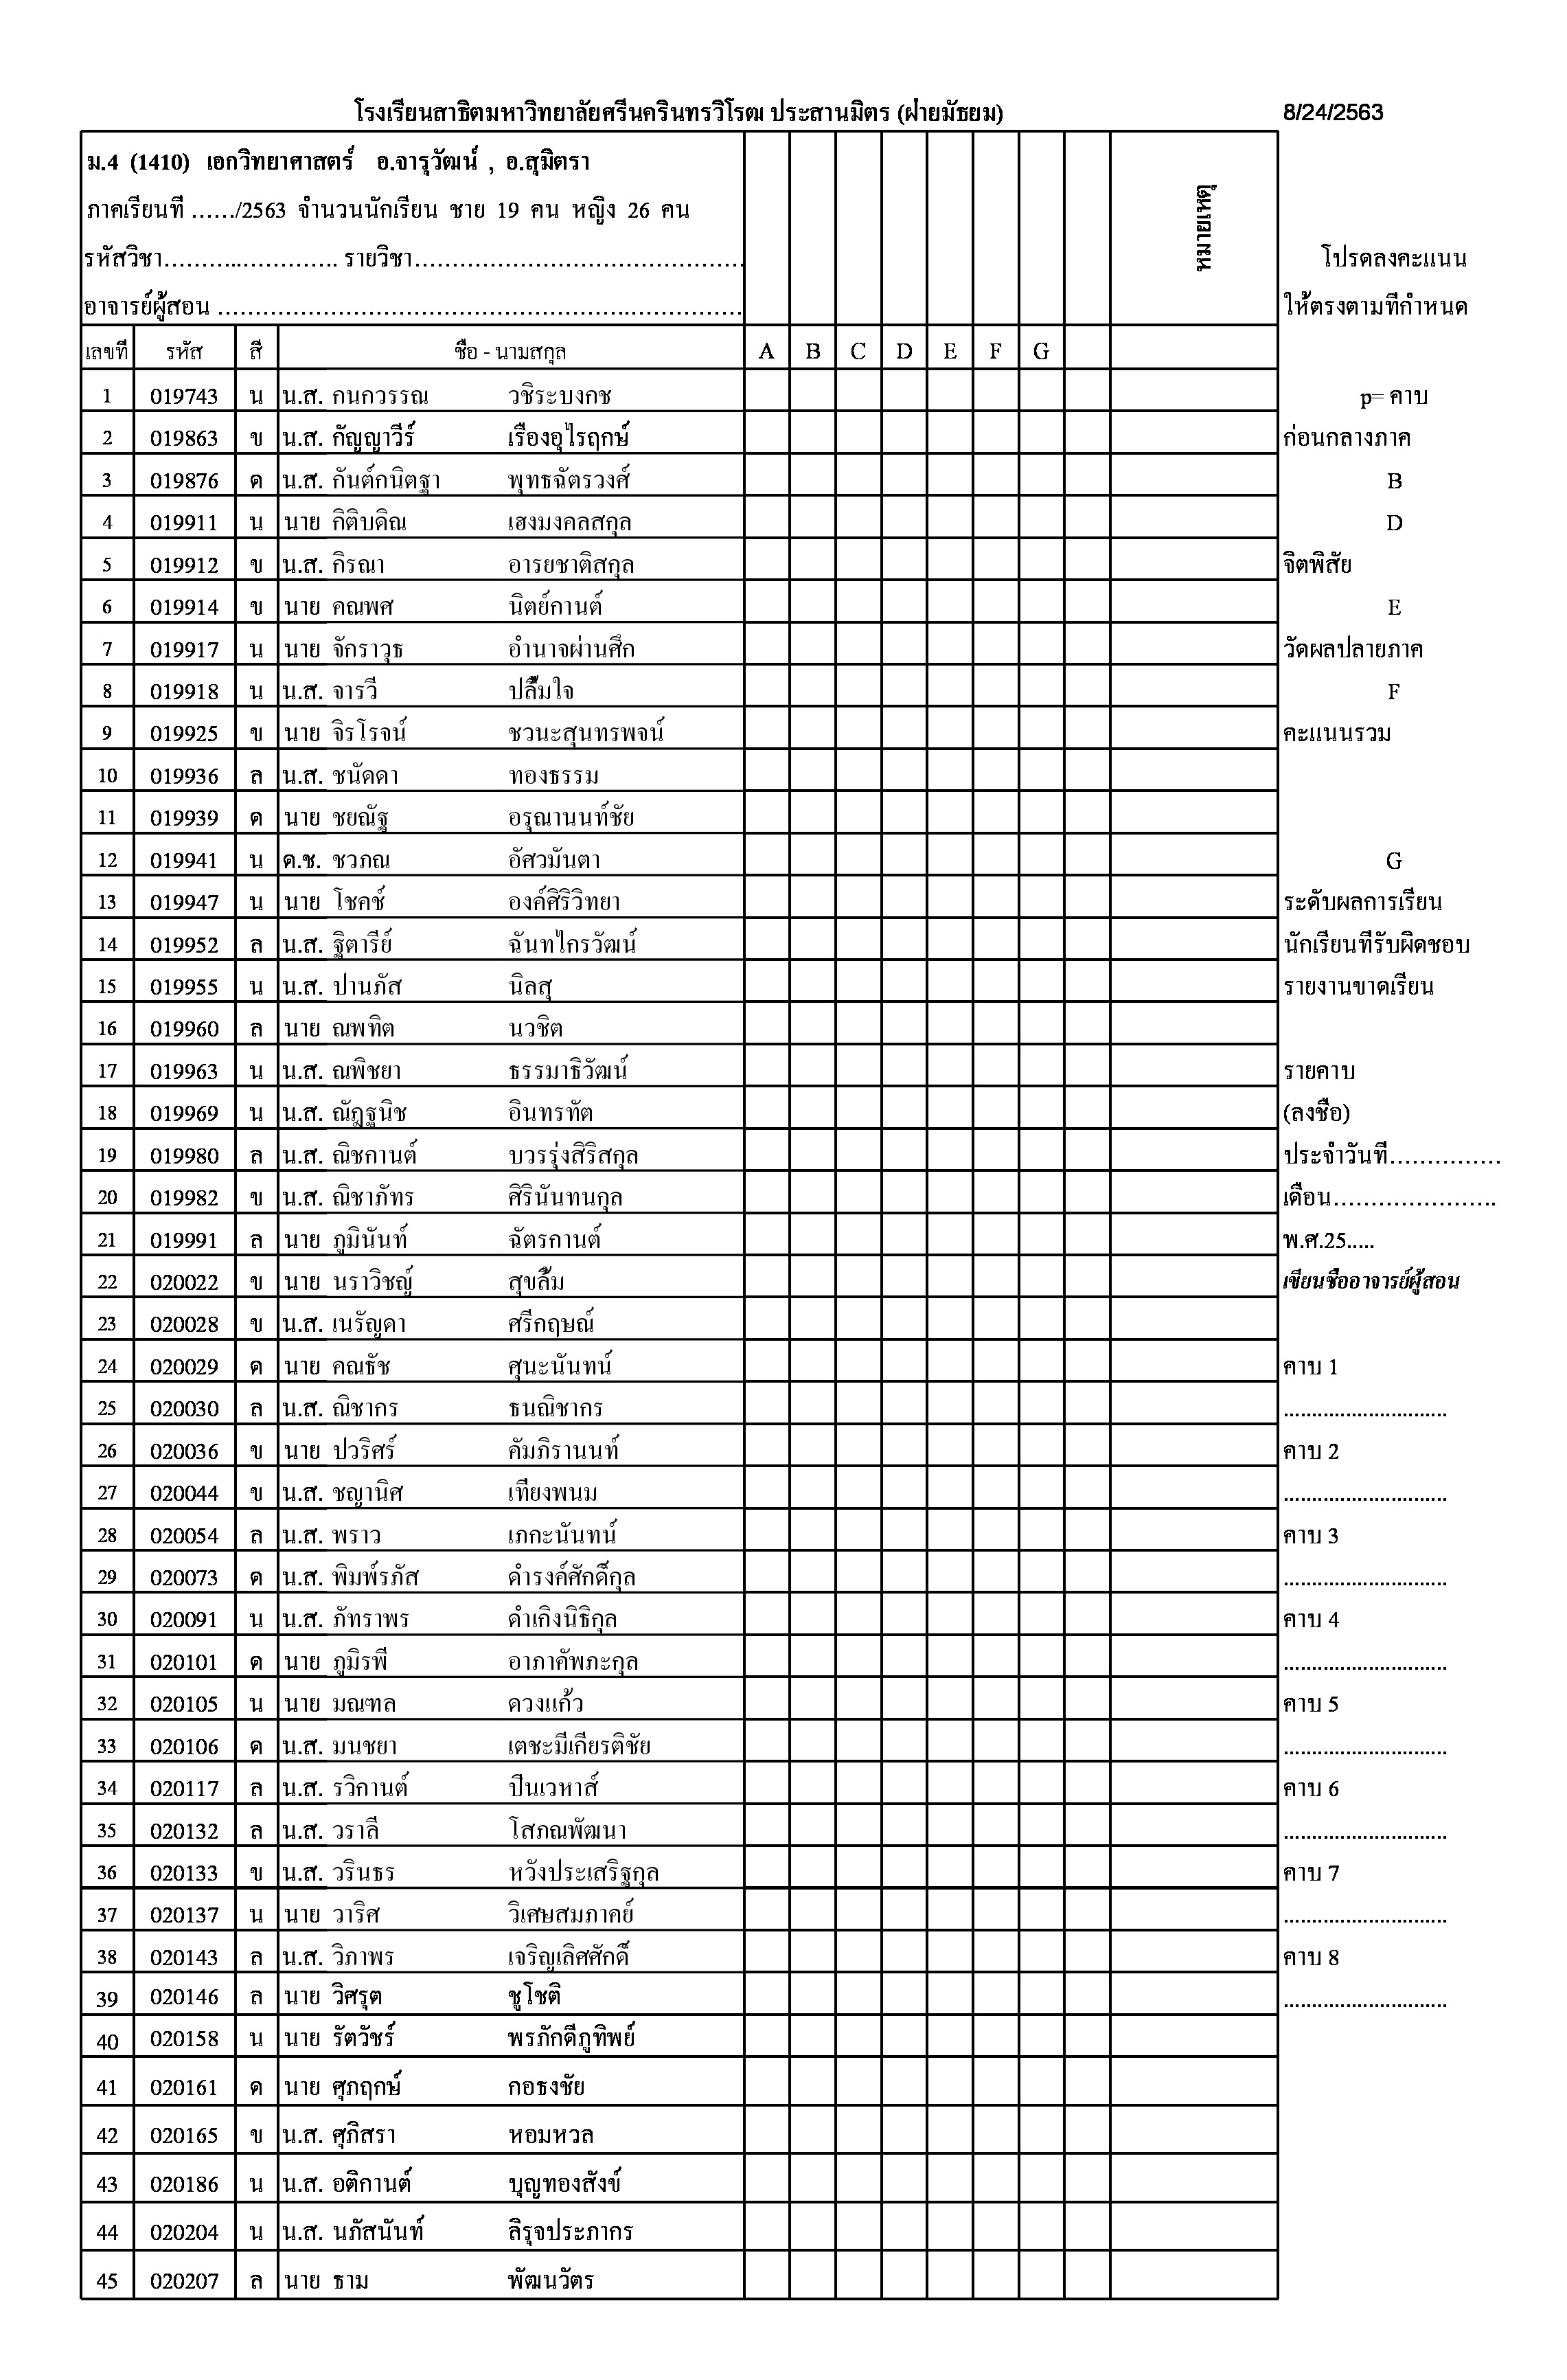 โรงเรียนสาธิตมหาวิทยาลัยศรีนครินทรวิโรฒ ประสานมิตร (ฝ่ายมัธยม) 8/24/2563
ม.4 (1410) เอกวิทยาศาสตร์ อ.จารุวัฒน์ , อ.สุมิตรา
ภาคเรียนที่ ....../2563 จำนวนนักเรียน ชาย 19 คน หญิง 26 คน
หมายเหตุ
รหัสวิชา......................... รายวิชา............................................ โปรดลงคะแนน
อาจารย์ผู้สอน ...................................................................... ให้ตรงตามที่กำหนด
เลขที่ รหัส สี ชื่อ - นามสกุล A B C D E F G
1 019743 น น.ส. กนกวรรณ วชิระบงกช p= คาบ
2 019863 ข น.ส. กัญญาวีร์ เรืองอุไรฤกษ์ ก่อนกลางภาค
3 019876 ด น.ส. กันต์กนิตฐา พุทธฉัตรวงศ์ B
4 019911 น นาย กิติบดิณ เฮงมงคลสกุล D
5 019912 ข น.ส. กิรณา อารยชาติสกุล จิตพิสัย
6 019914 ข นาย คณพศ นิตย์กานต์ E
7 019917 น นาย จักราวุธ อำนาจผ่านศึก วัดผลปลายภาค
8 019918 น น.ส. จารวี ปลื้มใจ F
9 019925 ข นาย จิรโรจน์ ชวนะสุนทรพจน์ คะแนนรวม
10 019936 ล น.ส. ชนัดดา ทองธรรม
11 019939 ด นาย ชยณัฐ อรุณานนท์ชัย
12 019941 น ด.ช. ชวภณ อัศวมันตา G
13 019947 น นาย โชคช์ องค์ศิริวิทยา ระดับผลการเรียน
14 019952 ล น.ส. ฐิตารีย์ ฉันทไกรวัฒน์ นักเรียนที่รับผิดชอบ
15 019955 น น.ส. ปานภัส นิลสุ รายงานขาดเรียน
16 019960 ล นาย ณพทิต นวชิต
17 019963 น น.ส. ณพิชยา ธรรมาธิวัฒน์ รายคาบ
18 019969 น น.ส. ณัฎฐนิช อินทรทัต (ลงชื่อ)
19 019980 ล น.ส. ณิชกานต์ บวรรุ่งสิริสกุล ประจำวันที่...............
20 019982 ข น.ส. ณิชาภัทร ศิรินันทนกุล เดือน......................
21 019991 ล นาย ภูมินันท์ ฉัตรกานต์ พ.ศ.25.....
22 020022 ข นาย นราวิชญ์ สุขลิ้ม เขียนชื่ออาจารย์ผู้สอน
23 020028 ข น.ส. เนรัญดา ศรีกฤษณ์
24 020029 ด นาย คณธัช ศุนะนันทน์ คาบ 1
25 020030 ล น.ส. ณิชากร ธนณิชากร .............................
26 020036 ข นาย ปวริศร์ คัมภิรานนท์ คาบ 2
27 020044 ข น.ส. ชญานิศ เที่ยงพนม .............................
28 020054 ล น.ส. พราว เภกะนันทน์ คาบ 3
29 020073 ด น.ส. พิมพ์รภัส ดำรงค์ศักดิ์กุล .............................
30 020091 น น.ส. ภัทราพร ดำเกิงนิธิกุล คาบ 4
31 020101 ด นาย ภูมิรพี อาภาคัพภะกุล .............................
32 020105 น นาย มณฑล ดวงแก้ว คาบ 5
33 020106 ด น.ส. มนชยา เตชะมีเกียรติชัย .............................
34 020117 ล น.ส. รวิกานต์ ปิ่นเวหาส์ คาบ 6
35 020132 ล น.ส. วราลี โสภณพัฒนา .............................
36 020133 ข น.ส. วรินธร หวังประเสริฐกุล คาบ 7
37 020137 น นาย วาริศ วิเศษสมภาคย์ .............................
38 020143 ล น.ส. วิภาพร เจริญเลิศศักดิ์ คาบ 8
39 020146 ล นาย วิศรุต ชูโชติ .............................
40 020158 น นาย รัตวัชร์ พรภักดีภูทิพย์
41 020161 ด นาย ศุภฤกษ์ กอธงชัย
42 020165 ข น.ส. ศุภิสรา หอมหวล
43 020186 น น.ส. อติกานต์ บุญทองสังข์
44 020204 น น.ส. นภัสนันท์ ลิรุจประภากร
45 020207 ล นาย ธาม พัฒนวัตร